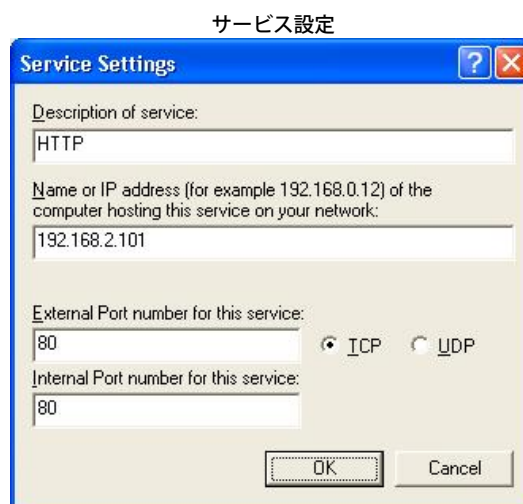 サービス設定
Service Settings
Description of service:
HTTP
Name or IP address (for example 192.168.0.12) of the
computer hosting this service on your network:
192.168.2.101
External Port number for this service:
80
TCP
UDP
Internal Port number for this service:
80
OK
Cancel